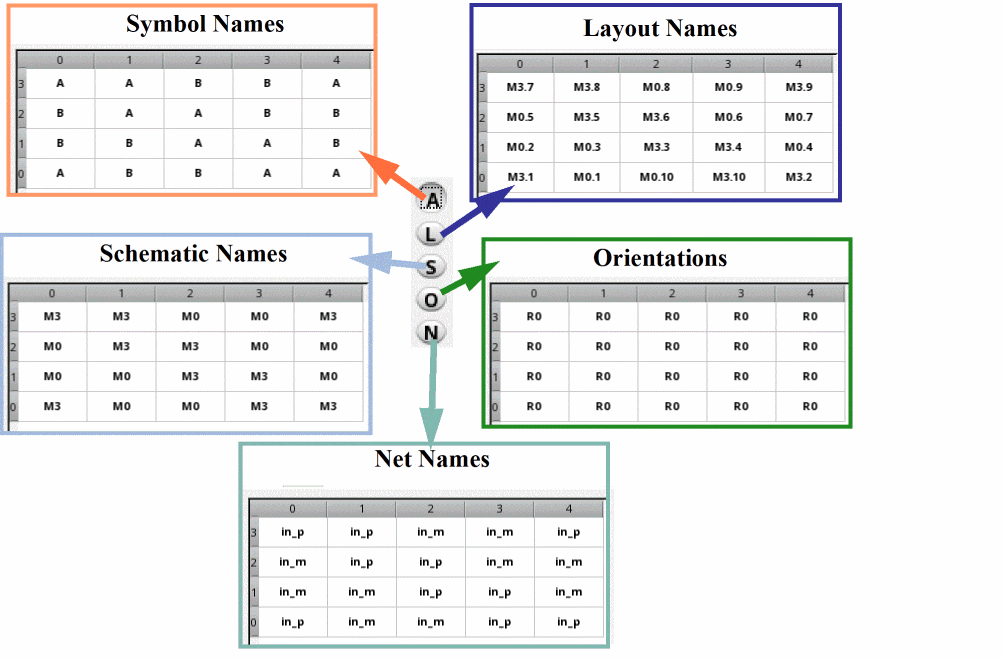 Symbol Names
0 1 2 3 4
3 A A B B A
2 B A A B B
1 B B A A B
0 A B B A A
Layout Names
0 1 2 3 4
3 M3.7 M3.8 M0.8 M0.9 M3.9
2 M0.5 M3.5 M3.6 M0.6 M0.7
1 M0.2 M0.3 M3.3 M3.4 M0.4
0 M3.1 M0.1 M0.10 M3.10 M3.2
A
L
S
O
N
Schematic Names
0 1 2 3 4
3 M3 M3 M0 M0 M3
2 M0 M3 M3 M0 M0
1 M0 M0 M3 M3 M0
0 M3 M0 M0 M3 M3
Orientations
0 1 2 3 4
3 R0 R0 R0 R0 R0
2 R0 R0 R0 R0 R0
1 R0 R0 R0 R0 R0
0 R0 R0 R0 R0 R0
Net Names
0 1 2 3 4
3 in_p in_p in_m in_m in_p
2 in_m in_p in_p in_m in_m
1 in_m in_m in_p in_p in_m
0 in_p in_m in_m in_p in_p